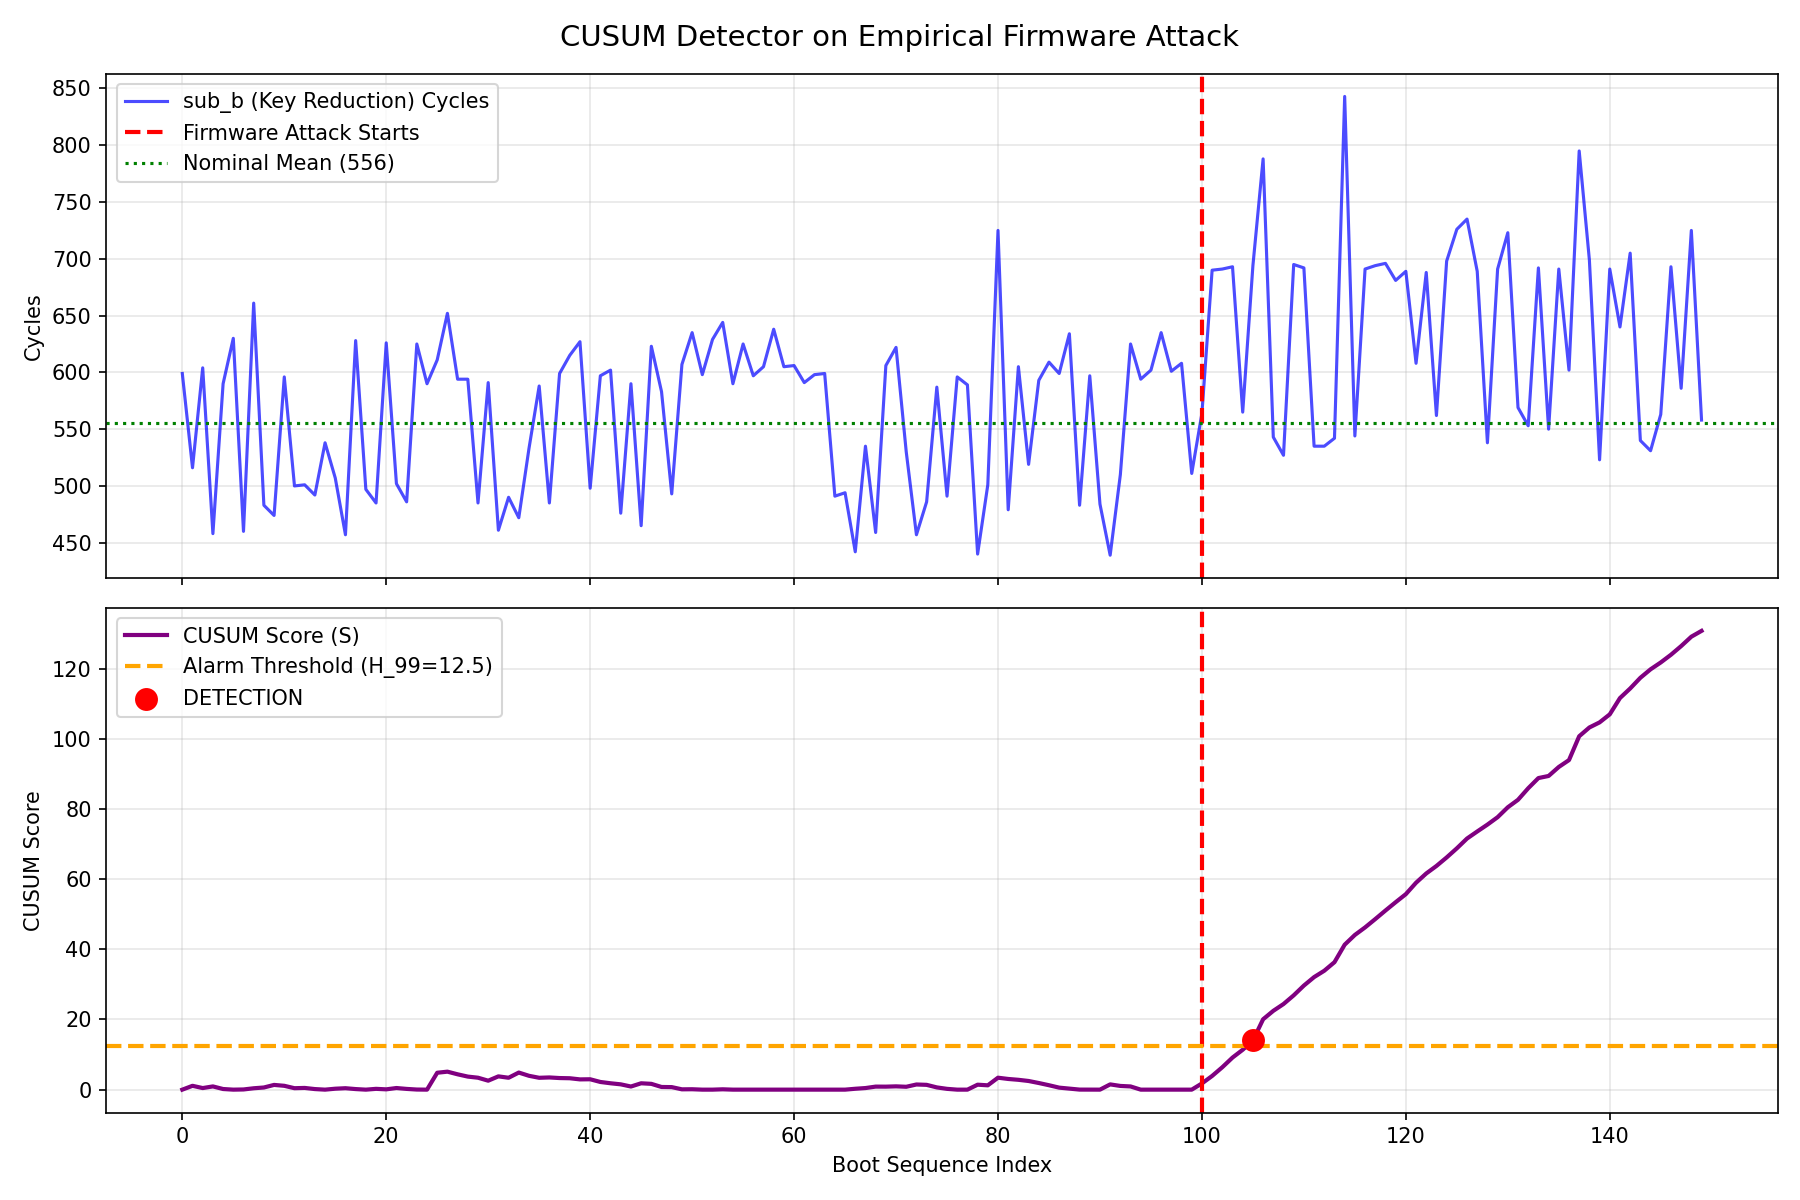 CUSUM Detector on Empirical Firmware Attack
850
800
750
700
650
600
550
500
450
Cycles
sub_b (Key Reduction) Cycles
Firmware Attack Starts
Nominal Mean (556)
120
100
80
60
40
20
0
CUSUM Score
CUSUM Score (S)
Alarm Threshold (H_99=12.5)
DETECTION
0 20 40 60 80 100 120 140
Boot Sequence Index